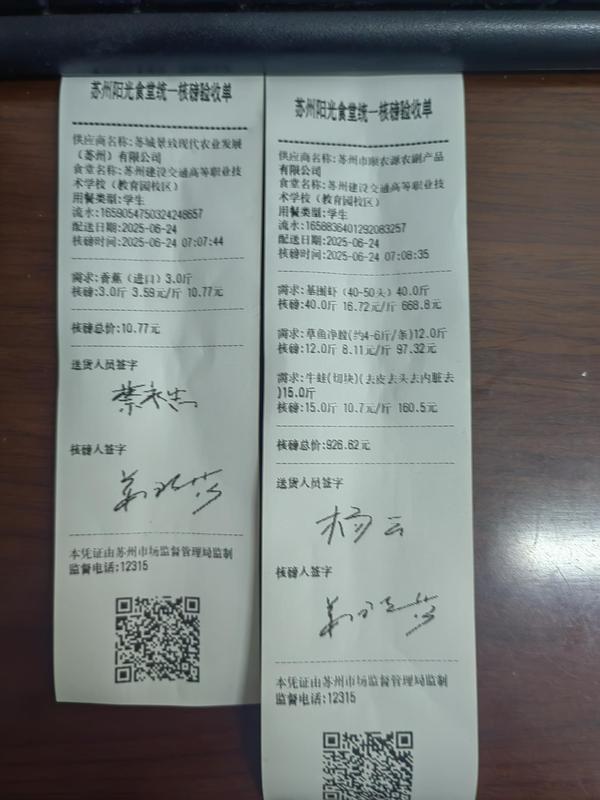 苏州阳光食堂统一核磅验收单
供应商名称:苏城景致现代农业发展
（苏州）有限公司
食堂名称:苏州建设交通高等职业技
术学校（教育园校区）
用餐类型:学生
流水:1659054750324248657
配送日期:2025-06-24
核磅时间:2025-06-24 07:07:44
需求:香蕉（进口）3.0斤
核磅:3.0斤 3.59元/斤 10.77元
核磅总价:10.77元
送货人员签字
核磅人签字
本凭证由苏州市场监督管理局监制
监督电话:12315
苏州阳光食堂统一核磅验收单
供应商名称:苏州市顺农源农副产品
有限公司
食堂名称:苏州建设交通高等职业技
术学校（教育园校区）
用餐类型:学生
流水:1658836401292083257
配送日期:2025-06-24
核磅时间:2025-06-24 07:08:35
需求:基围虾（40-50头）40.0斤
核磅:40.0斤 16.72元/斤 668.8元
需求:草鱼净膛(约4-6斤/条)12.0斤
核磅:12.0斤 8.11元/斤 97.32元
需求:牛蛙(切块)(去皮去头去内脏去
)15.0斤
核磅:15.0斤 10.7元/斤 160.5元
核磅总价:926.62元
送货人员签字
杨云
核磅人签字
本凭证由苏州市场监督管理局监制
监督电话:12315